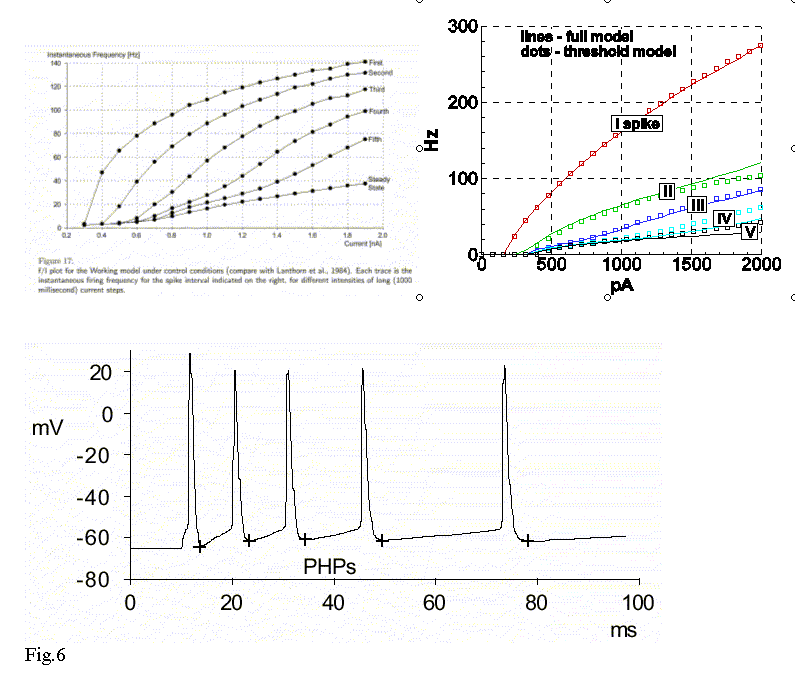 Instantaneous Frequency [Hz]
140
120
100
80
60
40
20
0
0.2
0.4
0.6
0.8
1.0
1.2
1.4
1.6
1.8
2.0
Current [nA]
First
Second
Third
Fourth
Fifth
Steady
State
Figure 17:
f/I plot for the Working model under control conditions (compare with Lanthorn et al., 1984). Each trace is the
instantaneous firing frequency for the spike interval indicated on the right, for different intensities of long (1000
millisecond) current steps.
300
200
100
0
Hz
lines - full model
dots - threshold model
I spike
II
III
IV
V
0
500
1000
1500
2000
pA
20
0
-20
-40
-60
-80
mV
PHPs
0
20
40
60
80
100
ms
Fig.6